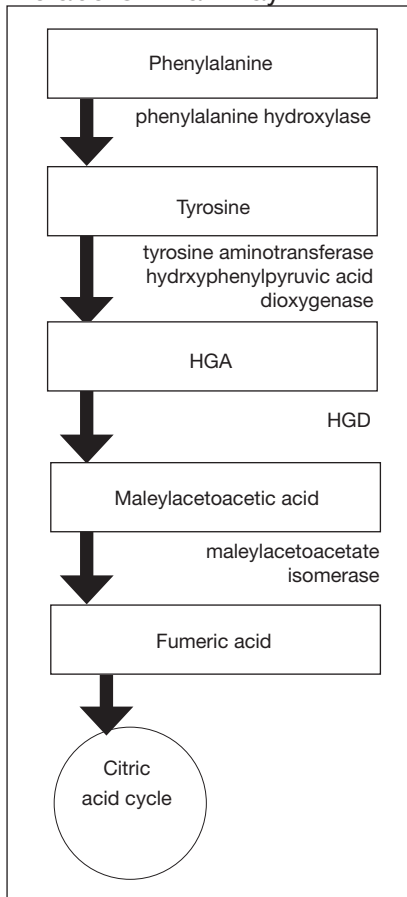 Phenylalanine
phenylalanine hydroxylase
Tyrosine
tyrosine aminotransferase
hydrxyphenylpyruvic acid
dioxygenase
HGA
HGD
Maleylacetoacetic acid
maleylacetoacetate
isomerase
Fumeric acid
Citric
acid cycle